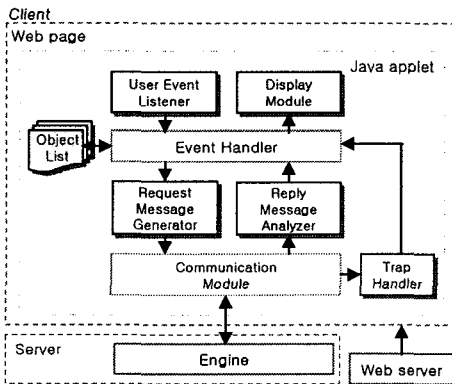 Client
Web page
Java applet
User Event
Listener
Display
Module
Object
List
Event Handler
Request
Message
Generator
Reply
Message
Analyzer
Communication
Module
Trap
Handler
Server
Engine
Web server